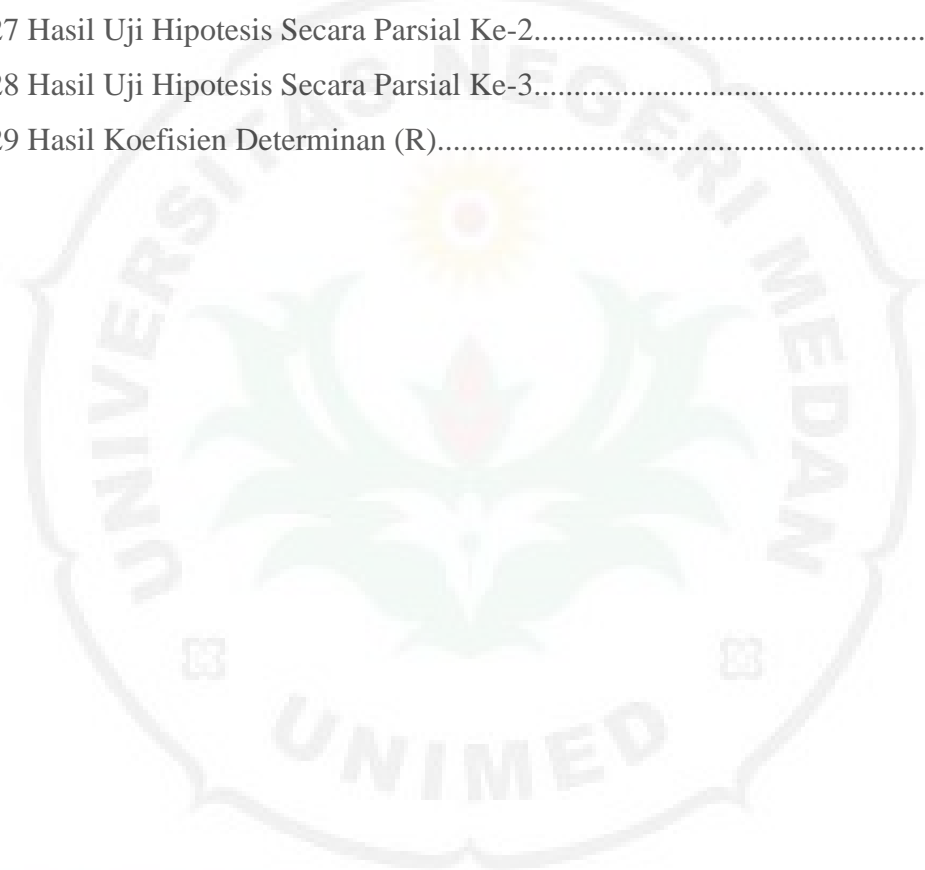 27 Hasil Uji Hipotesis Secara Parsial Ke-2.................................................
28 Hasil Uji Hipotesis Secara Parsial Ke-3.................................................
29 Hasil Koefisien Determinan (R).............................................................
UNIVERSITAS NEGERI MEDAN
UNIMED